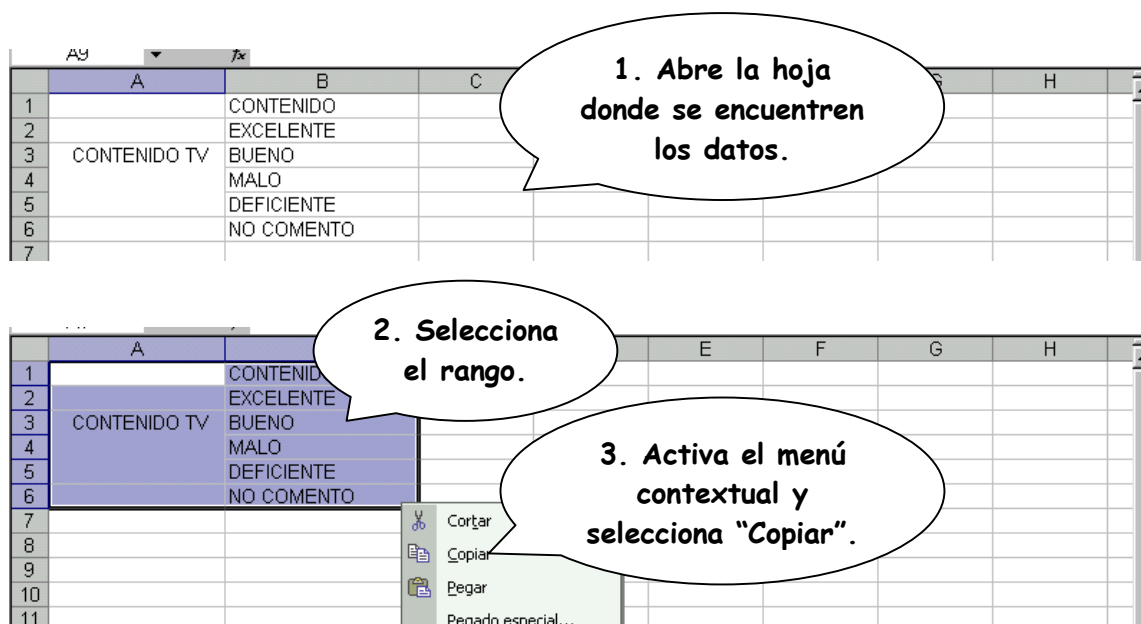 A9 fx
A B C G H
1 CONTENIDO
2 EXCELENTE
3 CONTENIDO TV BUENO
4 MALO
5 DEFICIENTE
6 NO COMENTO
7
1. Abre la hoja
donde se encuentren
los datos.
A E F G H
1 CONTENID
2 EXCELENTE
3 CONTENIDO TV BUENO
4 MALO
5 DEFICIENTE
6 NO COMENTO
7
8
9
10
11
2. Selecciona
el rango.
3. Activa el menú
contextual y
selecciona “Copiar”.
Cortar
Copiar
Pegar
Pegado especial...